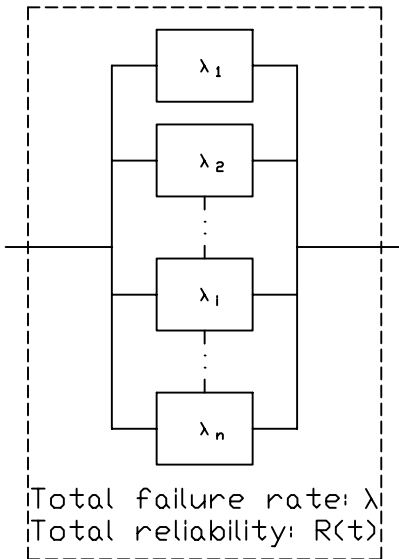 λ₁
λ₂
λᵢ
λₙ
Total failure rate: λ
Total reliability: R(t)